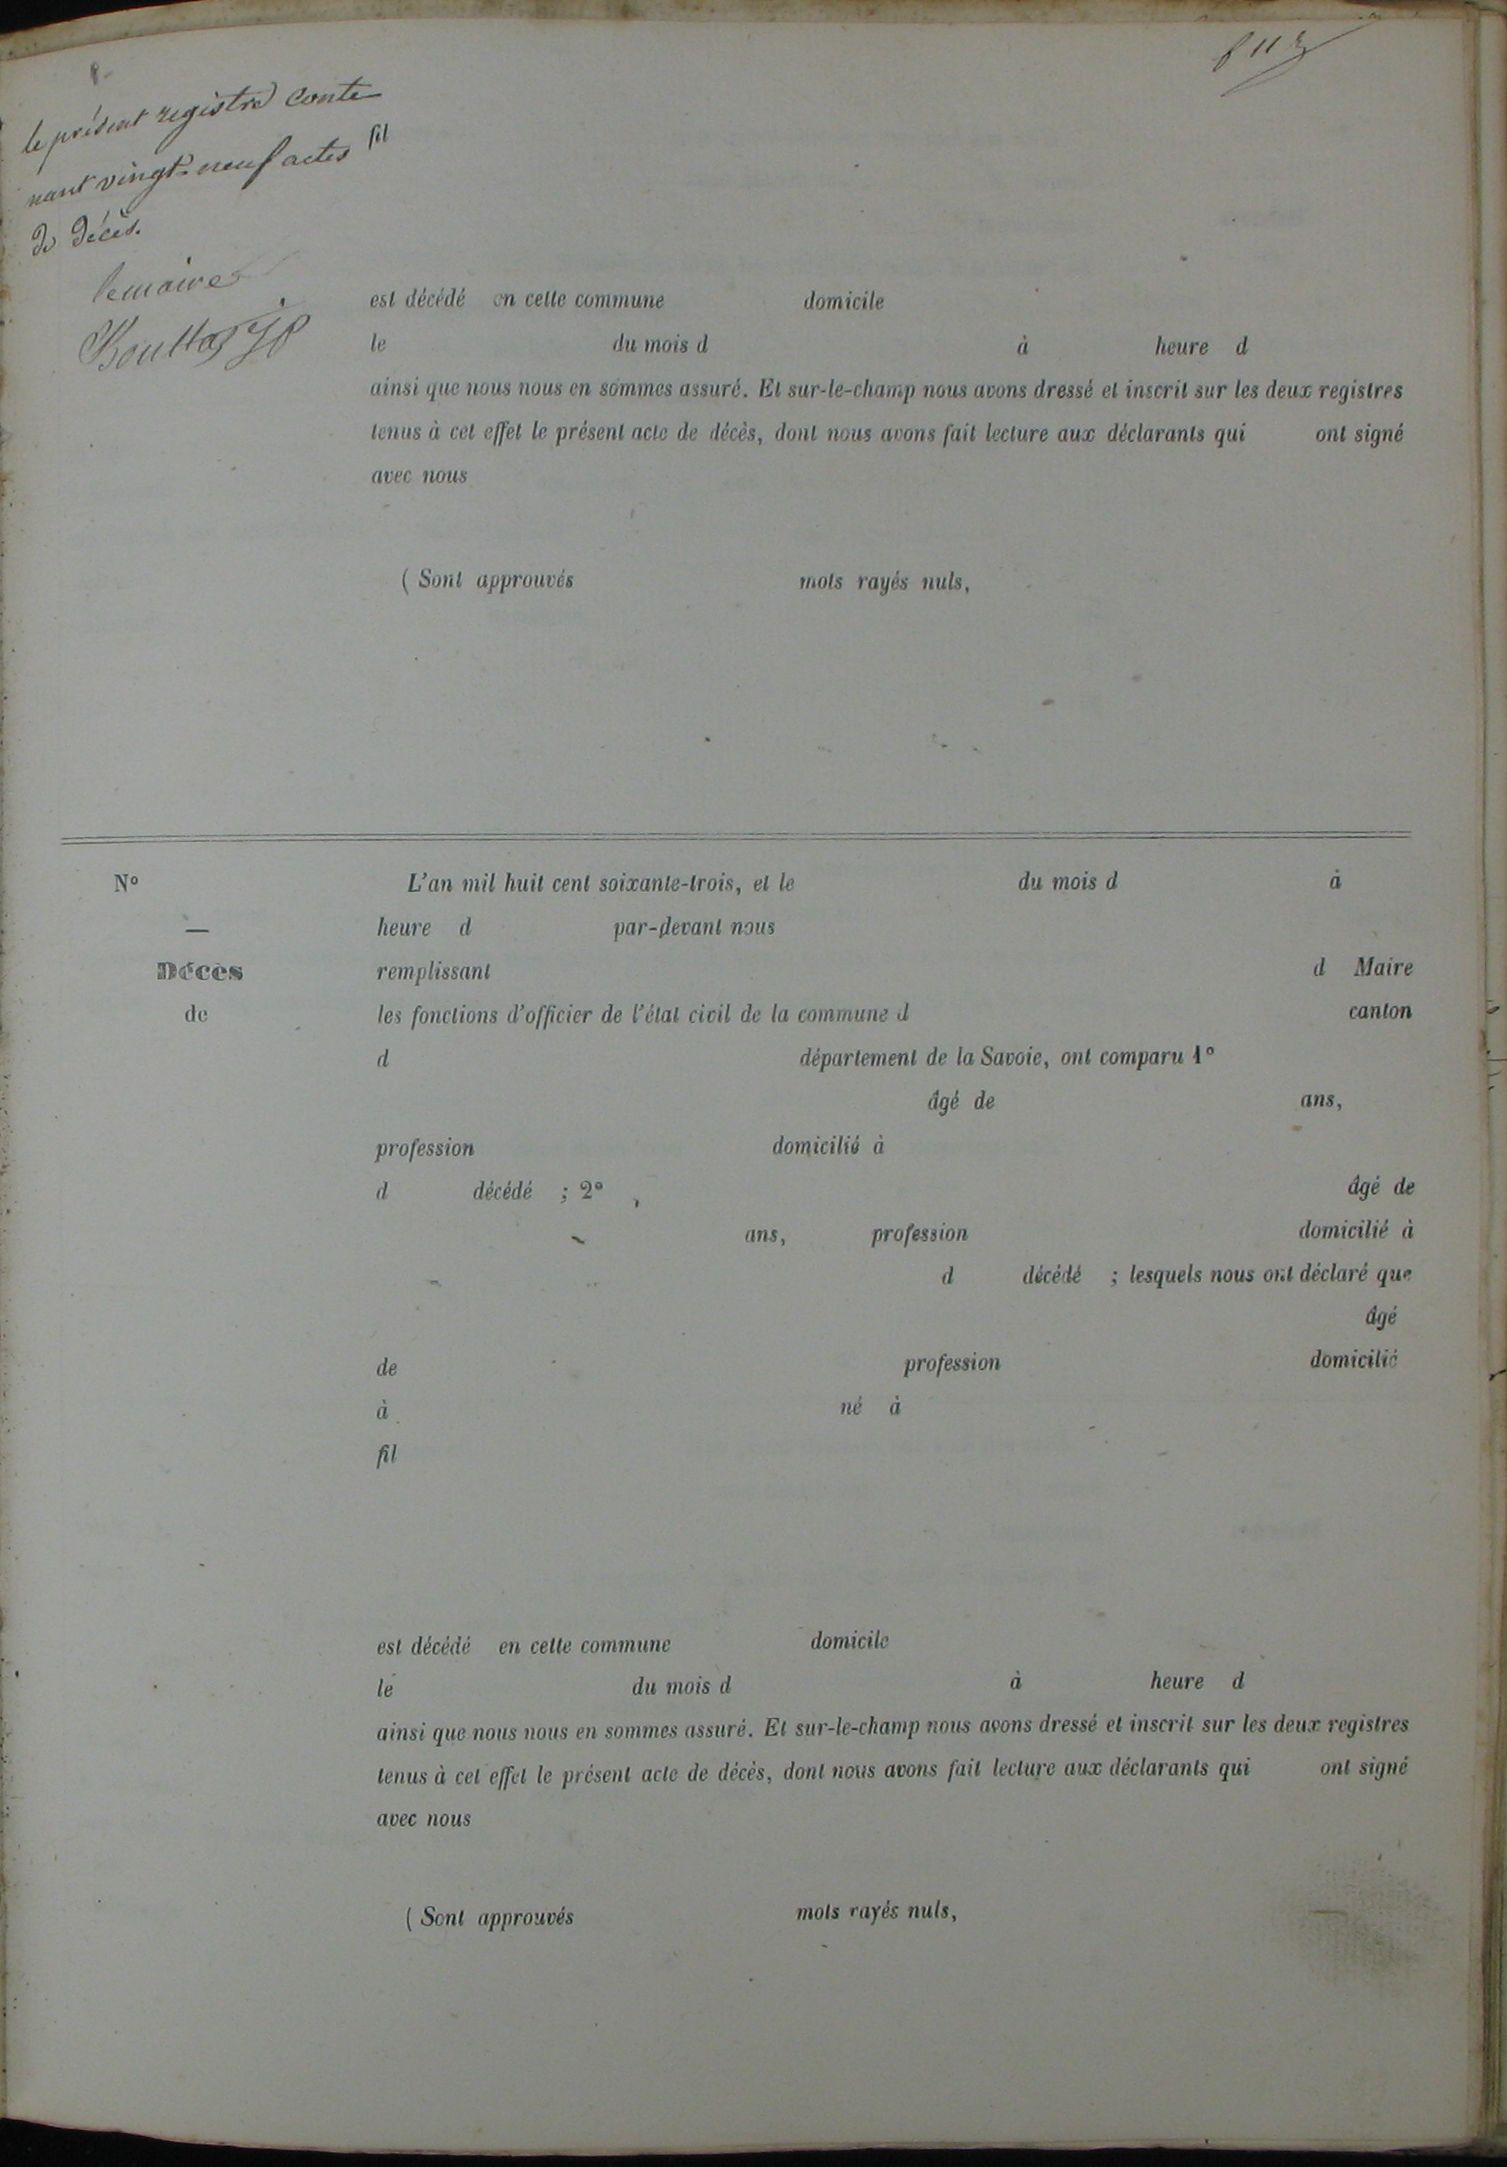 le présent registre conte
nant vingt-neuf actes
de décès.
le maire
fil
est décédé en cette commune domicile
le du mois d à heure d
ainsi que nous nous en sommes assuré. Et sur-le-champ nous avons dressé et inscrit sur les deux registres
tenus à cet effet le présent acte de décès, dont nous avons fait lecture aux déclarants qui ont signé
avec nous
( Sont approuvés mots rayés nuls,
No L'an mil huit cent soixante-trois, et le du mois d à
— heure d par-devant nous
Décès remplissant d Maire
de les fonctions d'officier de l'état civil de la commune d canton
d département de la Savoie, ont comparu 1o
âgé de ans,
profession domicilié à
d décédé ; 2o , âgé de
ans, profession domicilié à
d décédé ; lesquels nous ont déclaré que
âgé
de profession domicilié
à né à
fil
est décédé en cette commune domicile
le du mois d à heure d
ainsi que nous nous en sommes assuré. Et sur-le-champ nous avons dressé et inscrit sur les deux registres
tenus à cet effet le présent acte de décès, dont nous avons fait lecture aux déclarants qui ont signé
avec nous
( Sont approuvés mots rayés nuls,